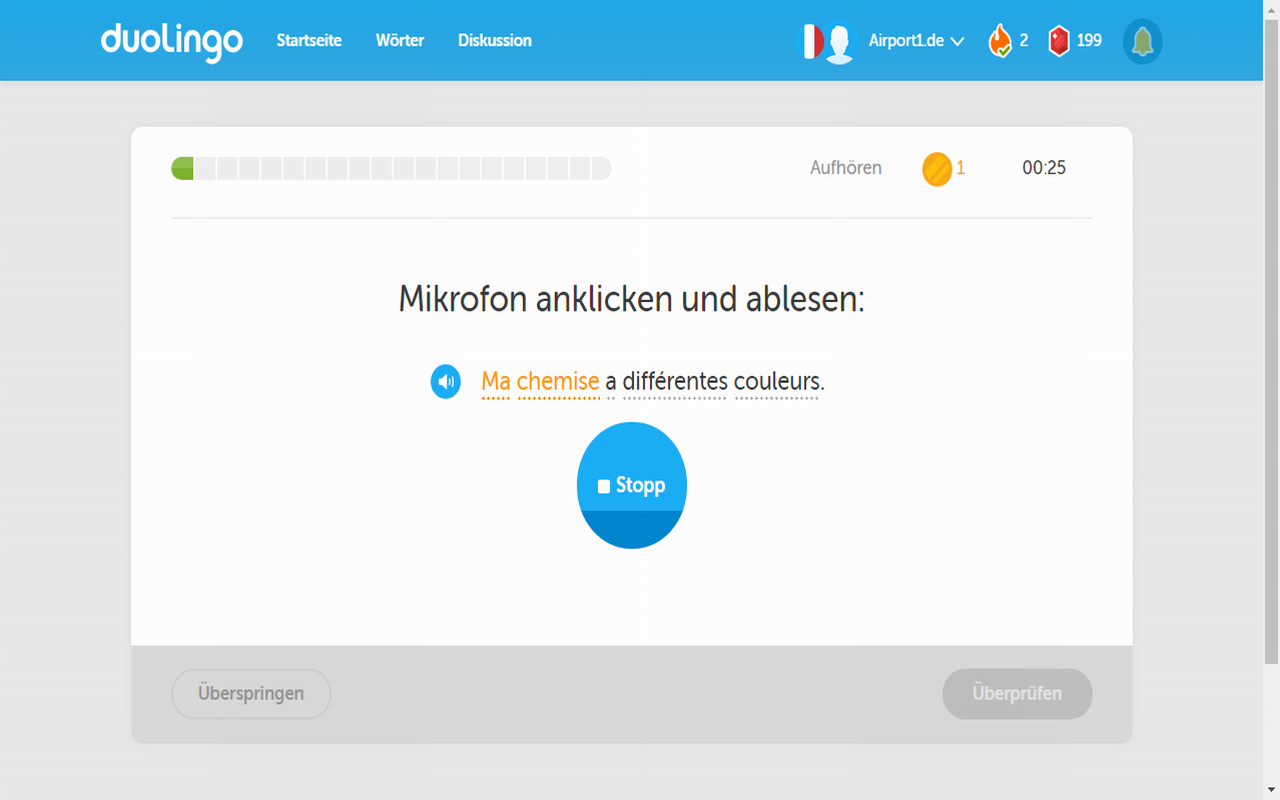 duolingo Startseite Wörter Diskussion Airport1.de 2 199
Aufhören 1 00:25
Mikrofon anklicken und ablesen:
Ma chemise a différentes couleurs.
Stopp
Überspringen Überprüfen